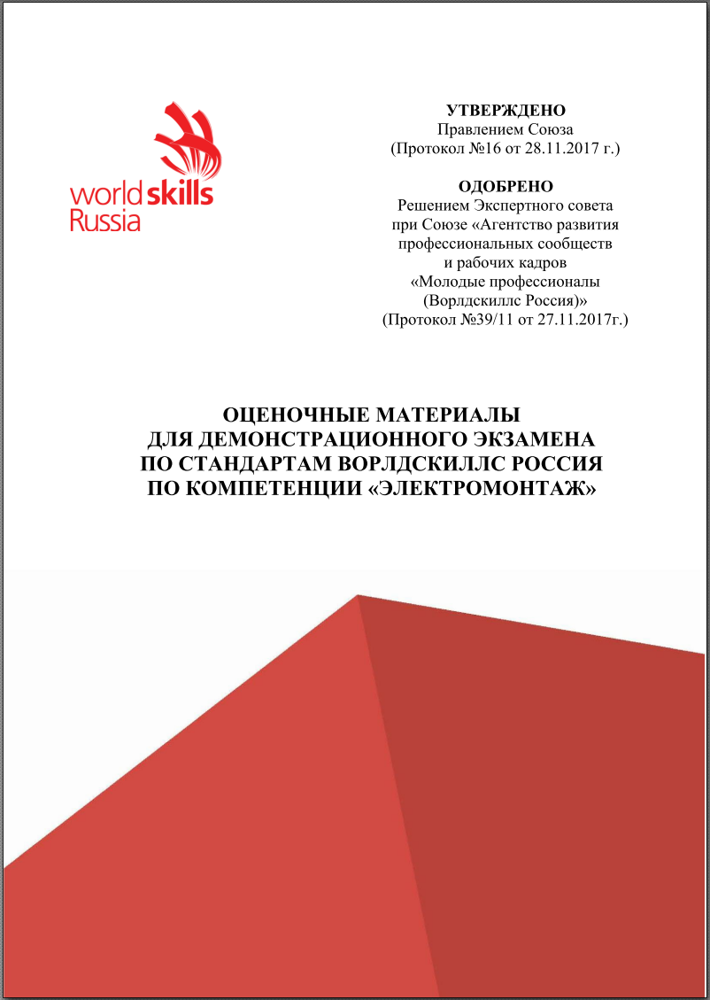 world skills
Russia
УТВЕРЖДЕНО
Правлением Союза
(Протокол №16 от 28.11.2017 г.)
ОДОБРЕНО
Решением Экспертного совета
при Союзе «Агентство развития
профессиональных сообществ
и рабочих кадров
«Молодые профессионалы
(Ворлдскиллс Россия)»
(Протокол №39/11 от 27.11.2017г.)
ОЦЕНОЧНЫЕ МАТЕРИАЛЫ
ДЛЯ ДЕМОНСТРАЦИОННОГО ЭКЗАМЕНА
ПО СТАНДАРТАМ ВОРЛДСКИЛЛС РОССИЯ
ПО КОМПЕТЕНЦИИ «ЭЛЕКТРОМОНТАЖ»